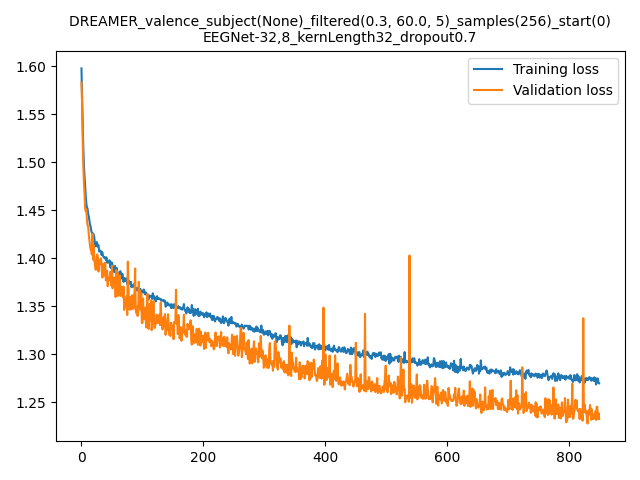 DREAMER_valence_subject(None)_filtered(0.3, 60.0, 5)_samples(256)_start(0)
EEGNet-32,8_kernLength32_dropout0.7
Training loss
Validation loss
1.60
1.55
1.50
1.45
1.40
1.35
1.30
1.25
0 200 400 600 800